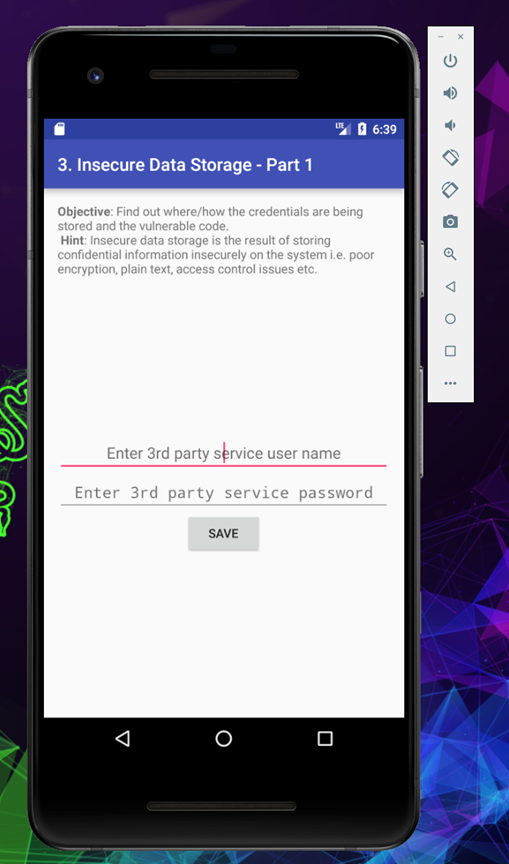 LTE 6:39
3. Insecure Data Storage - Part 1
Objective: Find out where/how the credentials are being
stored and the vulnerable code.
Hint: Insecure data storage is the result of storing
confidential information insecurely on the system i.e. poor
encryption, plain text, access control issues etc.
Enter 3rd party service user name
Enter 3rd party service password
SAVE